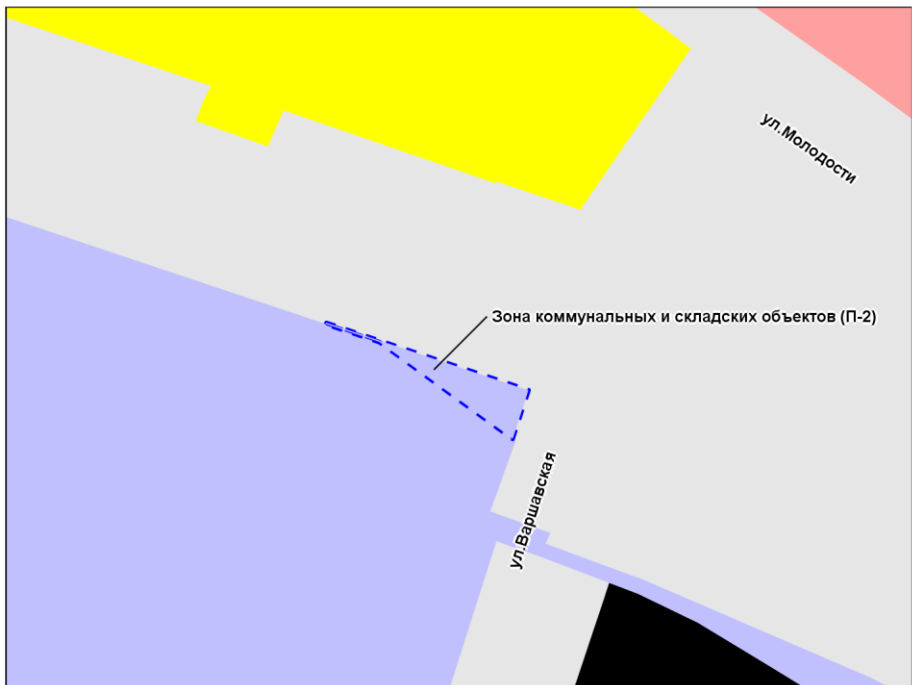 ул.Молодости
Зона коммунальных и складских объектов (П-2)
ул.Варшавская